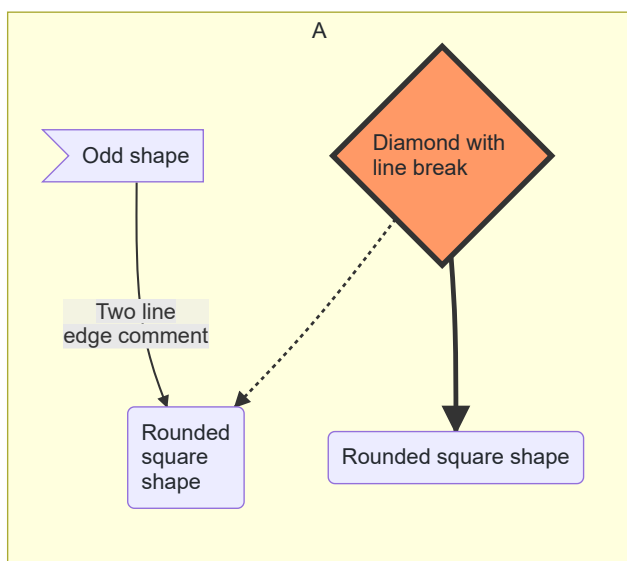 A
Odd shape
Diamond with
line break
Two line
edge comment
Rounded
square
shape
Rounded square shape